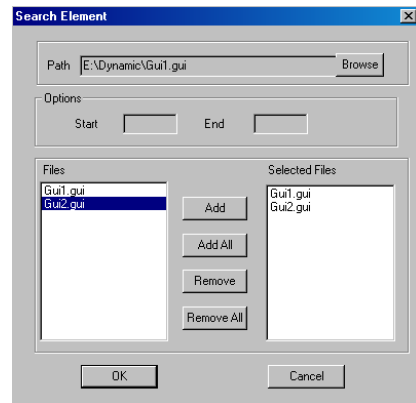 Search Element
Path E:\Dynamic\Gui1.gui Browse
Options
Start End
Files Selected Files
Gui1.gui
Gui2.gui
Add
Add All
Remove
Remove All
Gui1.gui
Gui2.gui
OK Cancel